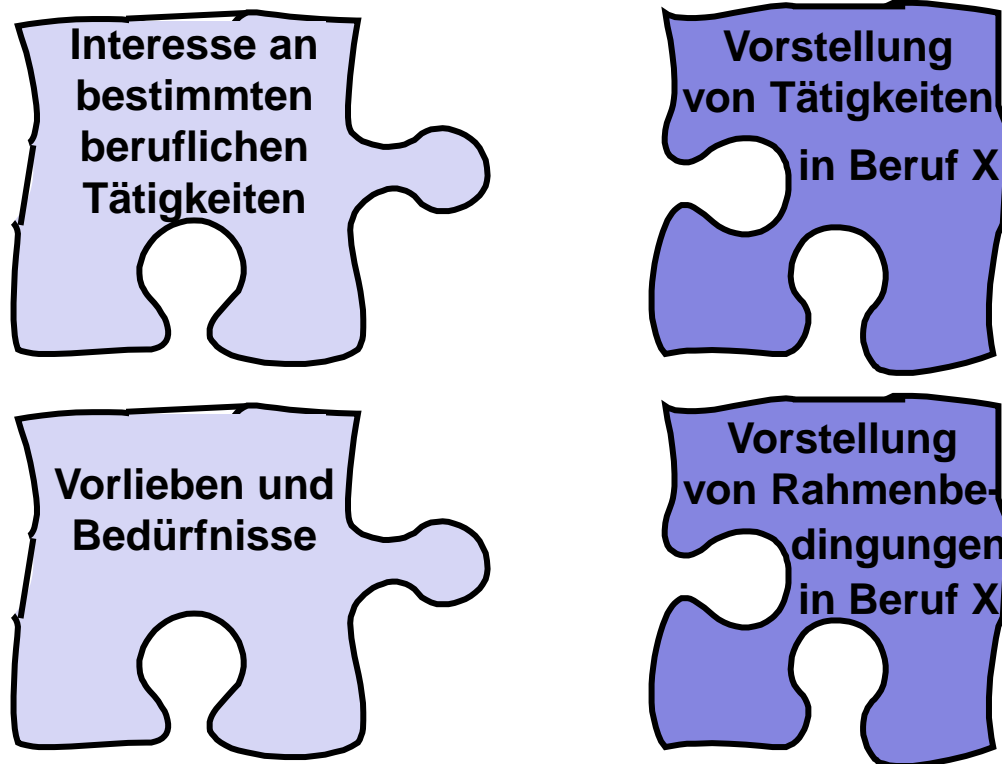 Interesse an
bestimmten
beruflichen
Tätigkeiten
Vorstellung
von Tätigkeiten
in Beruf X
Vorlieben und
Bedürfnisse
Vorstellung
von Rahmenbe-
dingungen
in Beruf X